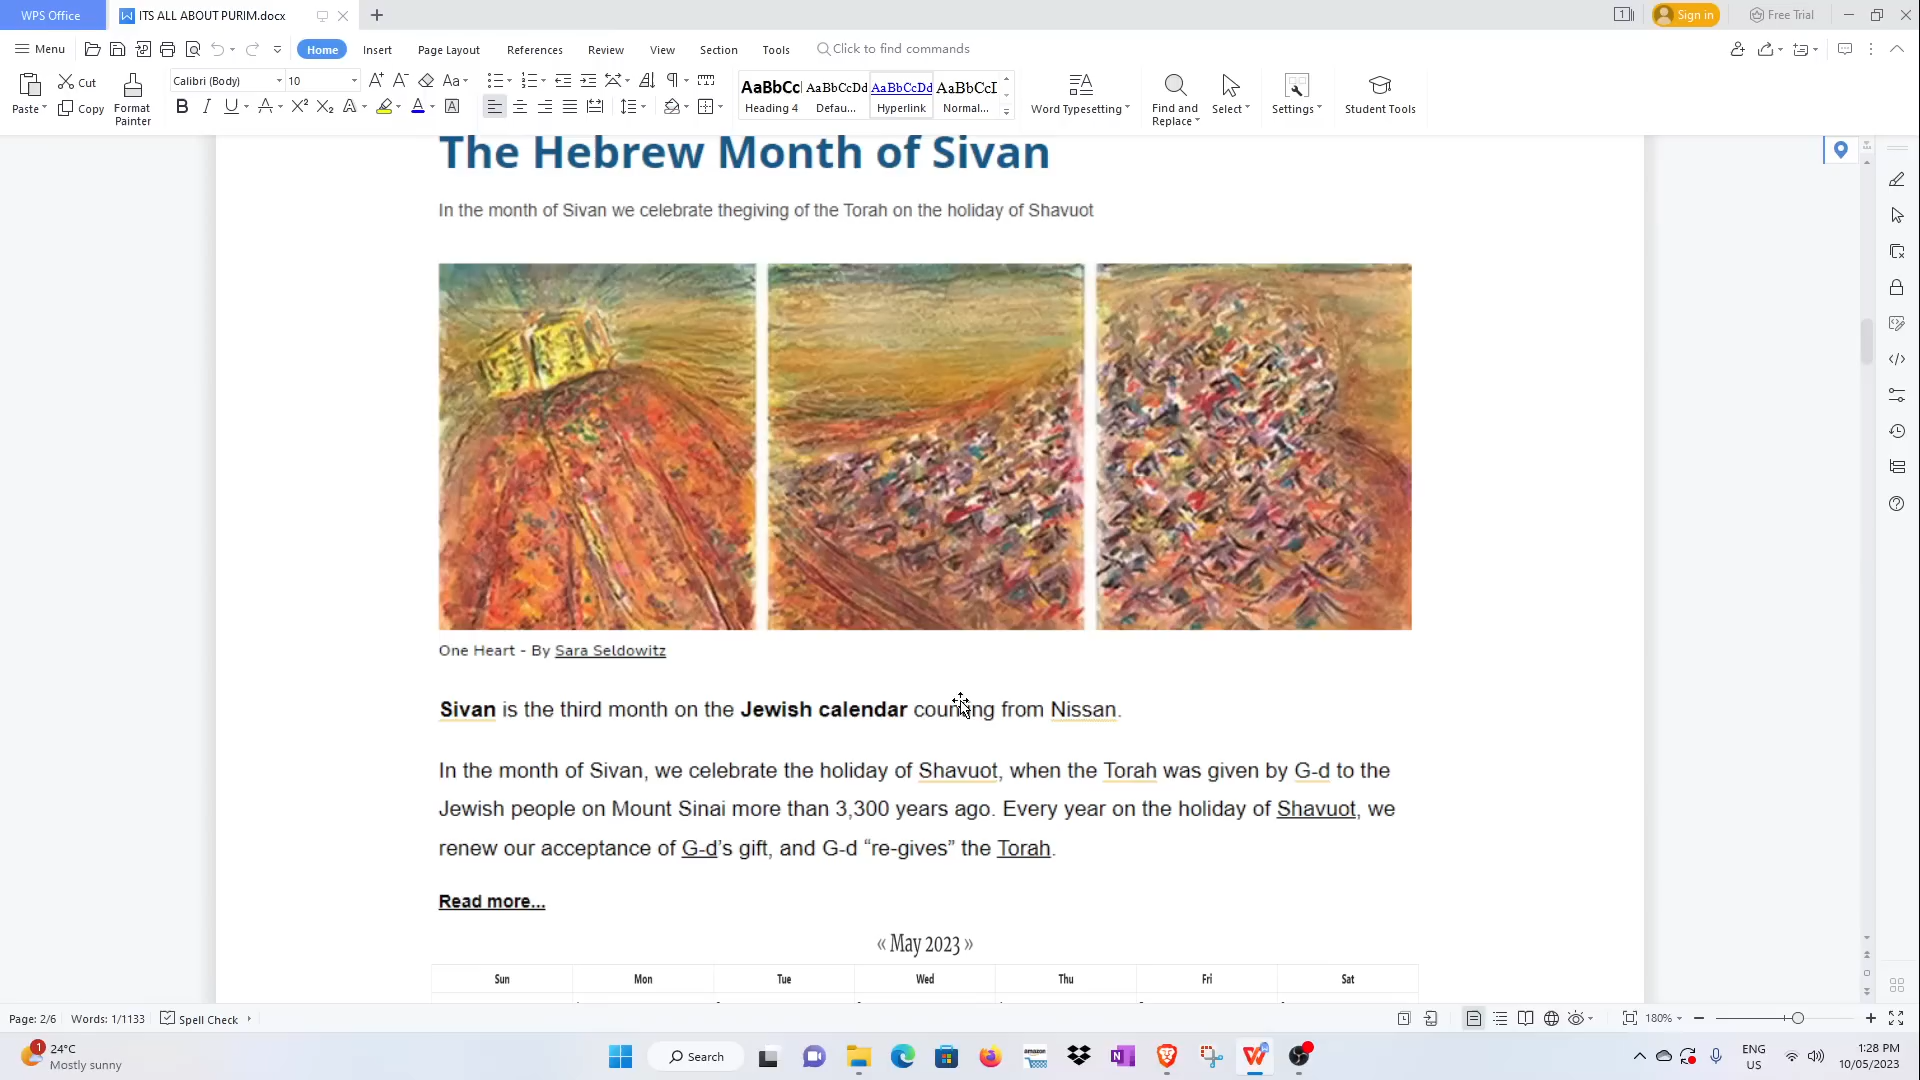 WPS Office ITS ALL ABOUT PURIM.docx 1 Sign in Free Trial
Menu Home Insert Page Layout References Review View Section Tools Click to find commands
Paste Cut Copy Format Painter Calibri (Body) 10
AaBbCc AaBbCcDd AaBbCcDd AaBbCcD
Heading 4 Defau... Hyperlink Normal... Word Typesetting Find and Replace Select Settings Student Tools
The Hebrew Month of Sivan
In the month of Sivan we celebrate thegiving of the Torah on the holiday of Shavuot
One Heart - By Sara Seldowitz
Sivan is the third month on the Jewish calendar counting from Nissan.
In the month of Sivan, we celebrate the holiday of Shavuot, when the Torah was given by G-d to the
Jewish people on Mount Sinai more than 3,300 years ago. Every year on the holiday of Shavuot, we
renew our acceptance of G-d’s gift, and G-d “re-gives” the Torah.
Read more...
« May 2023 »
Sun Mon Tue Wed Thu Fri Sat
Page: 2/6 Words: 1/1133 Spell Check 180%
1 24°C
Mostly sunny
Search
amazon
ENG
US
1:28 PM
10/05/2023